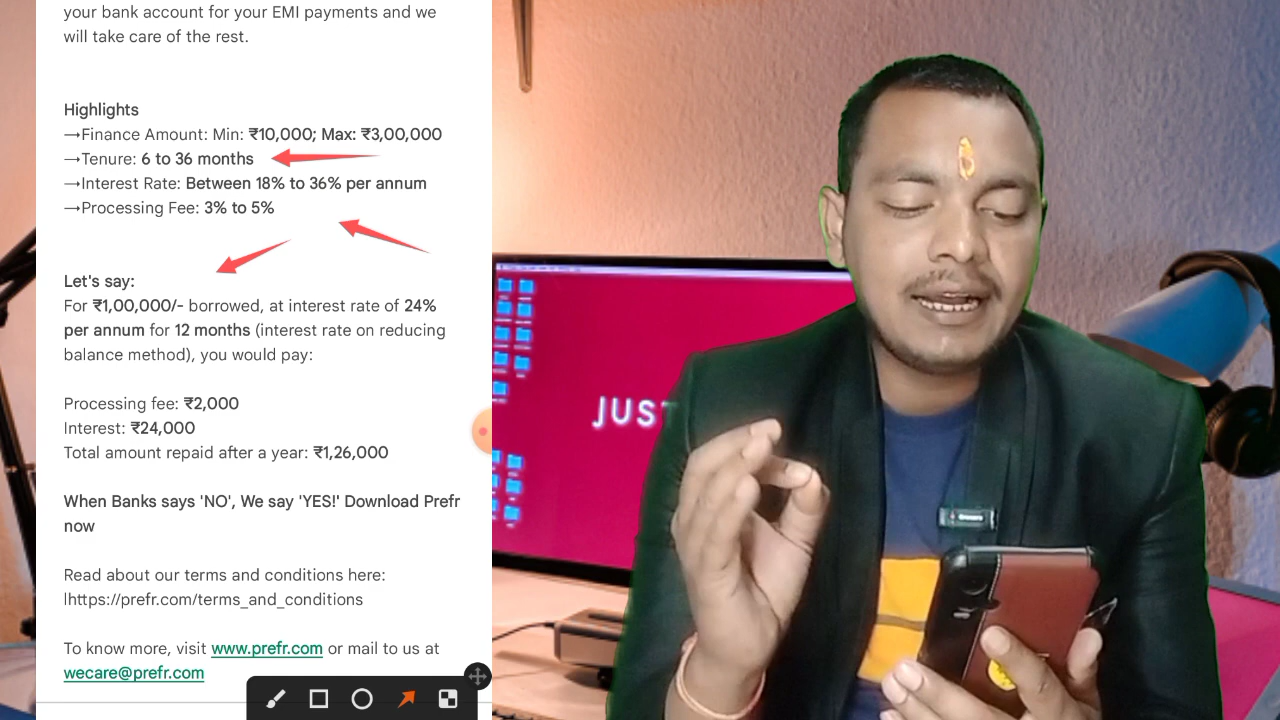 your bank account for your EMI payments and we
will take care of the rest.
Highlights
→Finance Amount: Min: ₹10,000; Max: ₹3,00,000
→Tenure: 6 to 36 months
→Interest Rate: Between 18% to 36% per annum
→Processing Fee: 3% to 5%
Let's say:
For ₹1,00,000/- borrowed, at interest rate of 24%
per annum for 12 months (interest rate on reducing
balance method), you would pay:
Processing fee: ₹2,000
Interest: ₹24,000
Total amount repaid after a year: ₹1,26,000
When Banks says 'NO', We say 'YES!' Download Prefr
now
Read about our terms and conditions here:
lhttps://prefr.com/terms_and_conditions
To know more, visit www.prefr.com or mail to us at
wecare@prefr.com
JUST